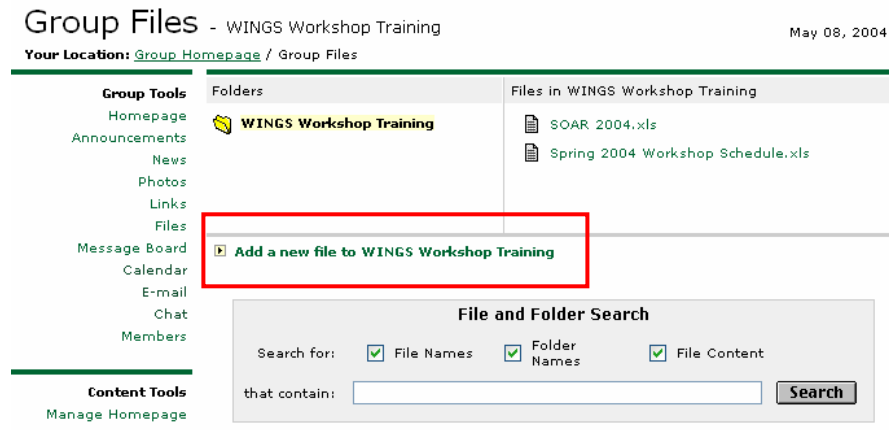 Group Files - WINGS Workshop Training
May 08, 2004
Your Location: Group Homepage / Group Files
Group Tools
Homepage
Announcements
News
Photos
Links
Files
Message Board
Calendar
E-mail
Chat
Members
Content Tools
Manage Homepage
Folders
WINGS Workshop Training
Files in WINGS Workshop Training
SOAR 2004.xls
Spring 2004 Workshop Schedule.xls
Add a new file to WINGS Workshop Training
File and Folder Search
Search for: File Names Folder Names File Content
that contain: Search